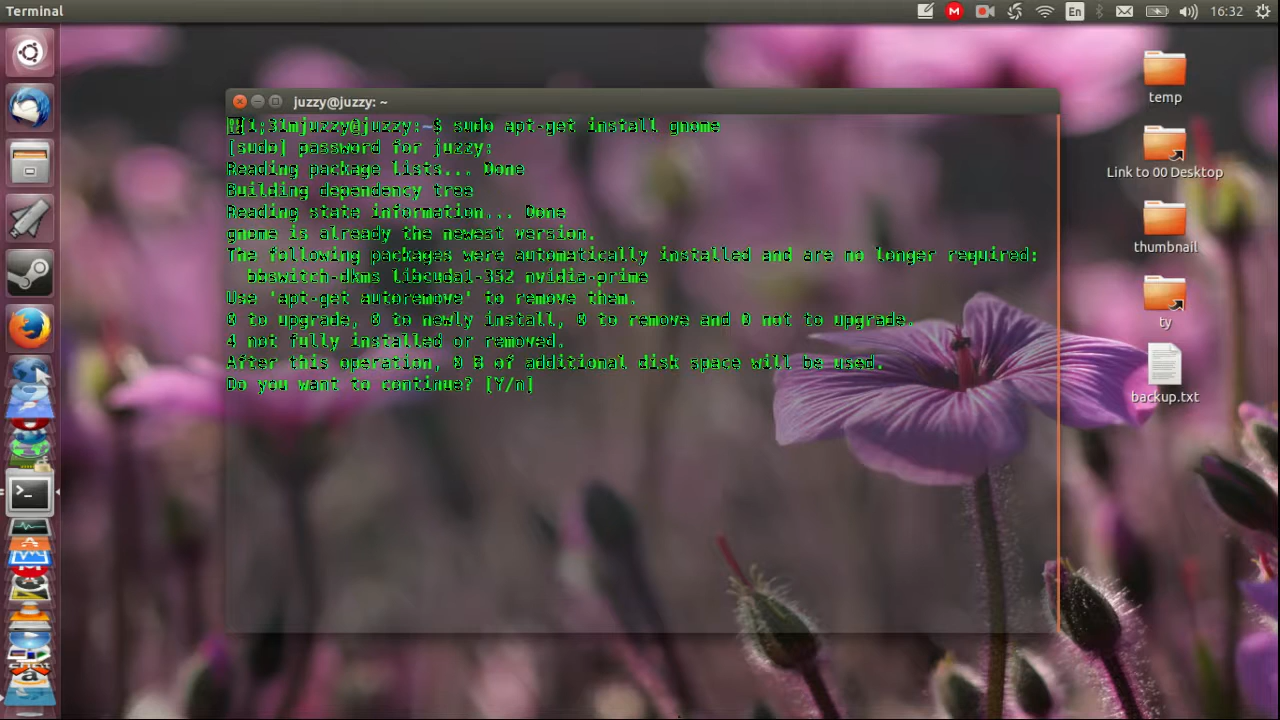 Terminal
En
16:32
juzzy@juzzy: ~
[1;31mjuzzy@juzzy:~$ sudo apt-get install gnome
[sudo] password for juzzy:
Reading package lists... Done
Building dependency tree
Reading state information... Done
gnome is already the newest version.
The following packages were automatically installed and are no longer required:
bbswitch-dkms libcuda1-352 nvidia-prime
Use 'apt-get autoremove' to remove them.
0 to upgrade, 0 to newly install, 0 to remove and 0 not to upgrade.
4 not fully installed or removed.
After this operation, 0 B of additional disk space will be used.
Do you want to continue? [Y/n]
temp
Link to 00 Desktop
thumbnail
ty
backup.txt